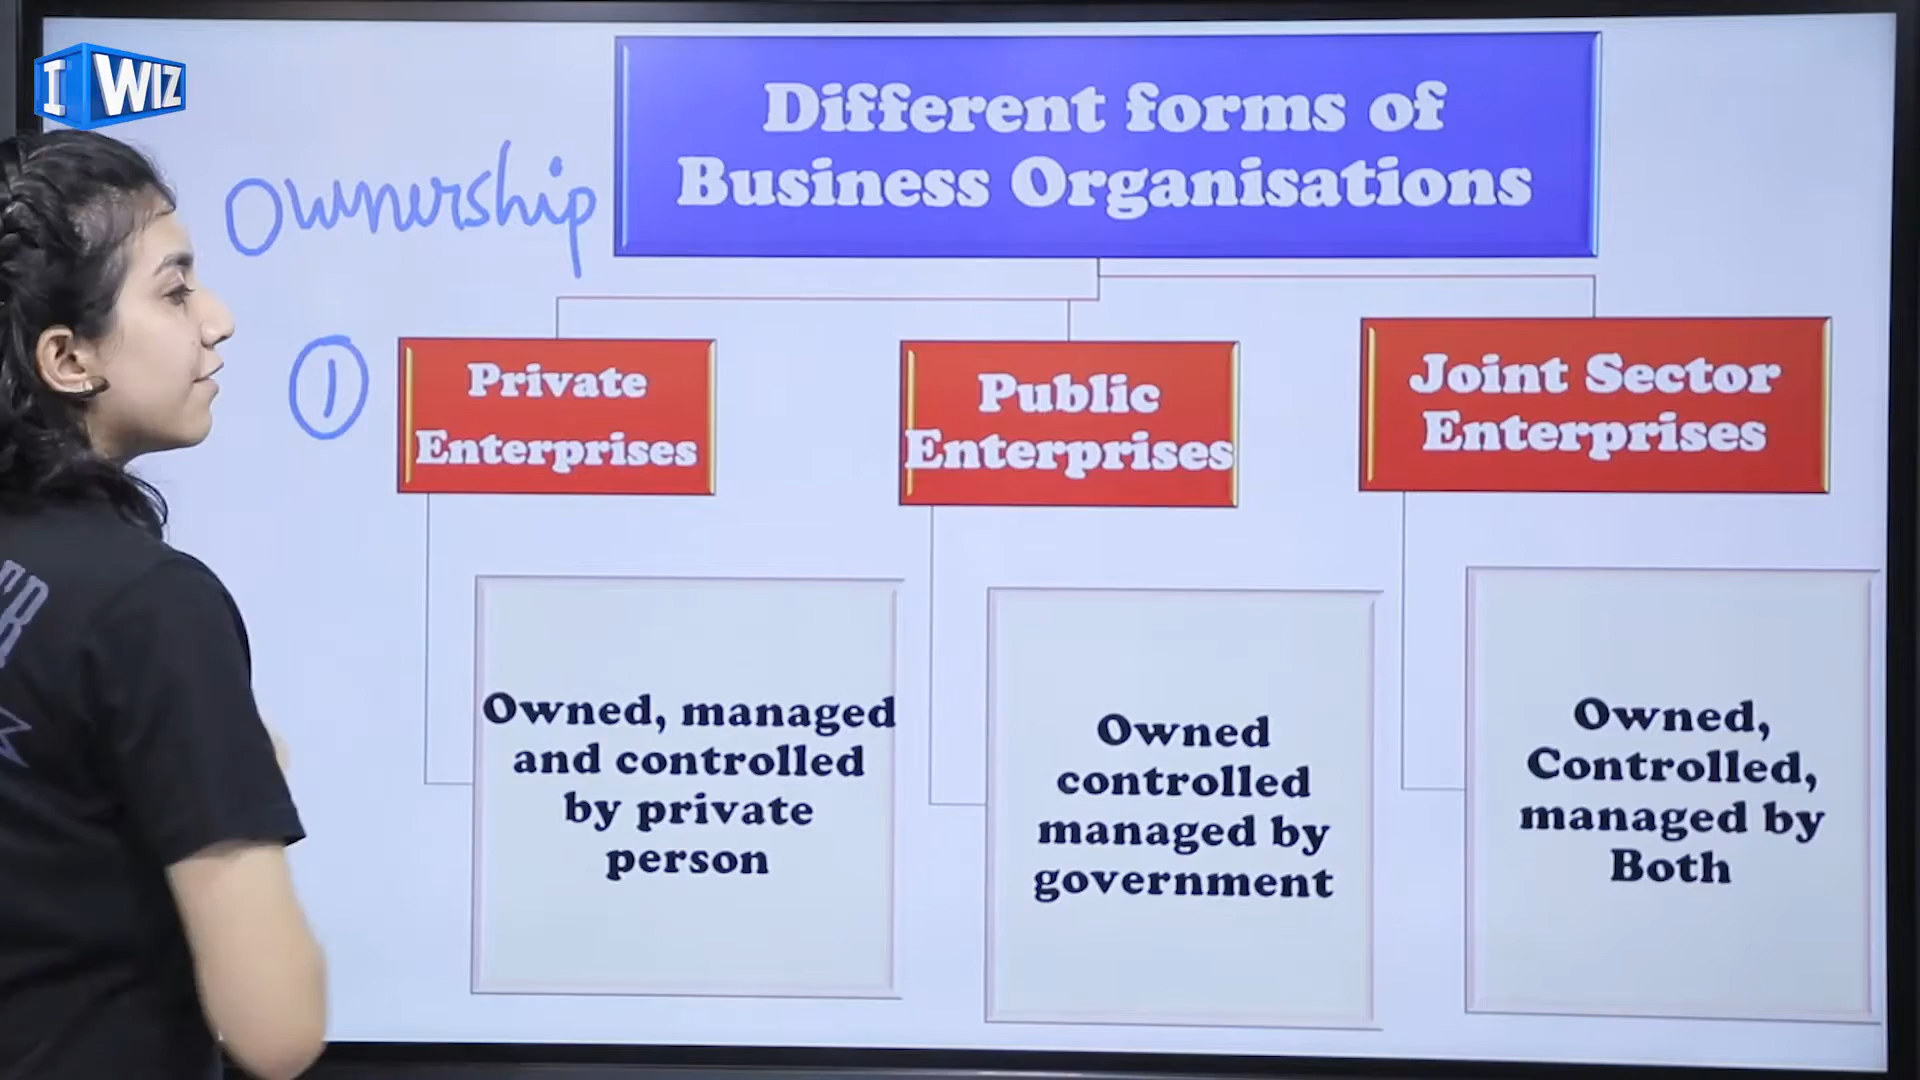 I WIZ
Ownership
Different forms of
Business Organisations
1
Private
Enterprises
Public
Enterprises
Joint Sector
Enterprises
Owned, managed
and controlled
by private
person
Owned
controlled
managed by
government
Owned,
Controlled,
managed by
Both